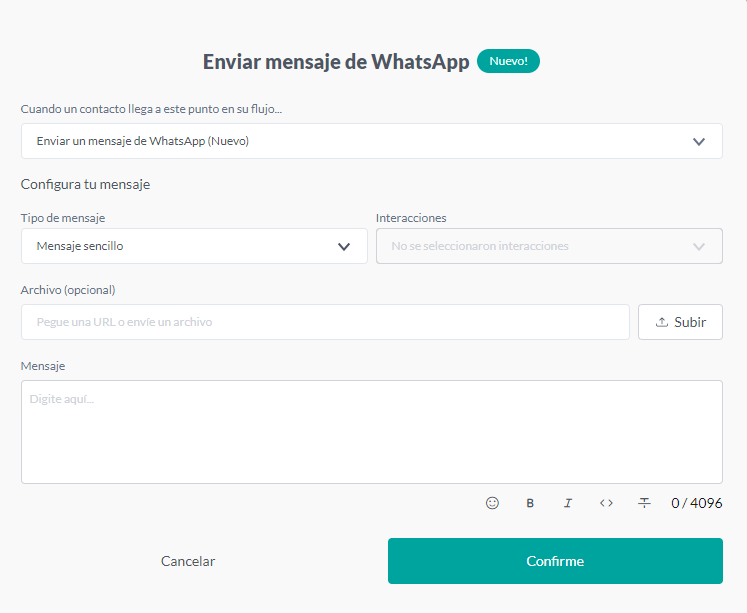 Enviar mensaje de WhatsApp Nuevo!
Cuando un contacto llega a este punto en su flujo...
Enviar un mensaje de WhatsApp (Nuevo)
Configura tu mensaje
Tipo de mensaje Interacciones
Mensaje sencillo No se seleccionaron interacciones
Archivo (opcional)
Pegue una URL o envíe un archivo Subir
Mensaje
Digite aquí...
B I <> T 0 / 4096
Cancelar Confirme